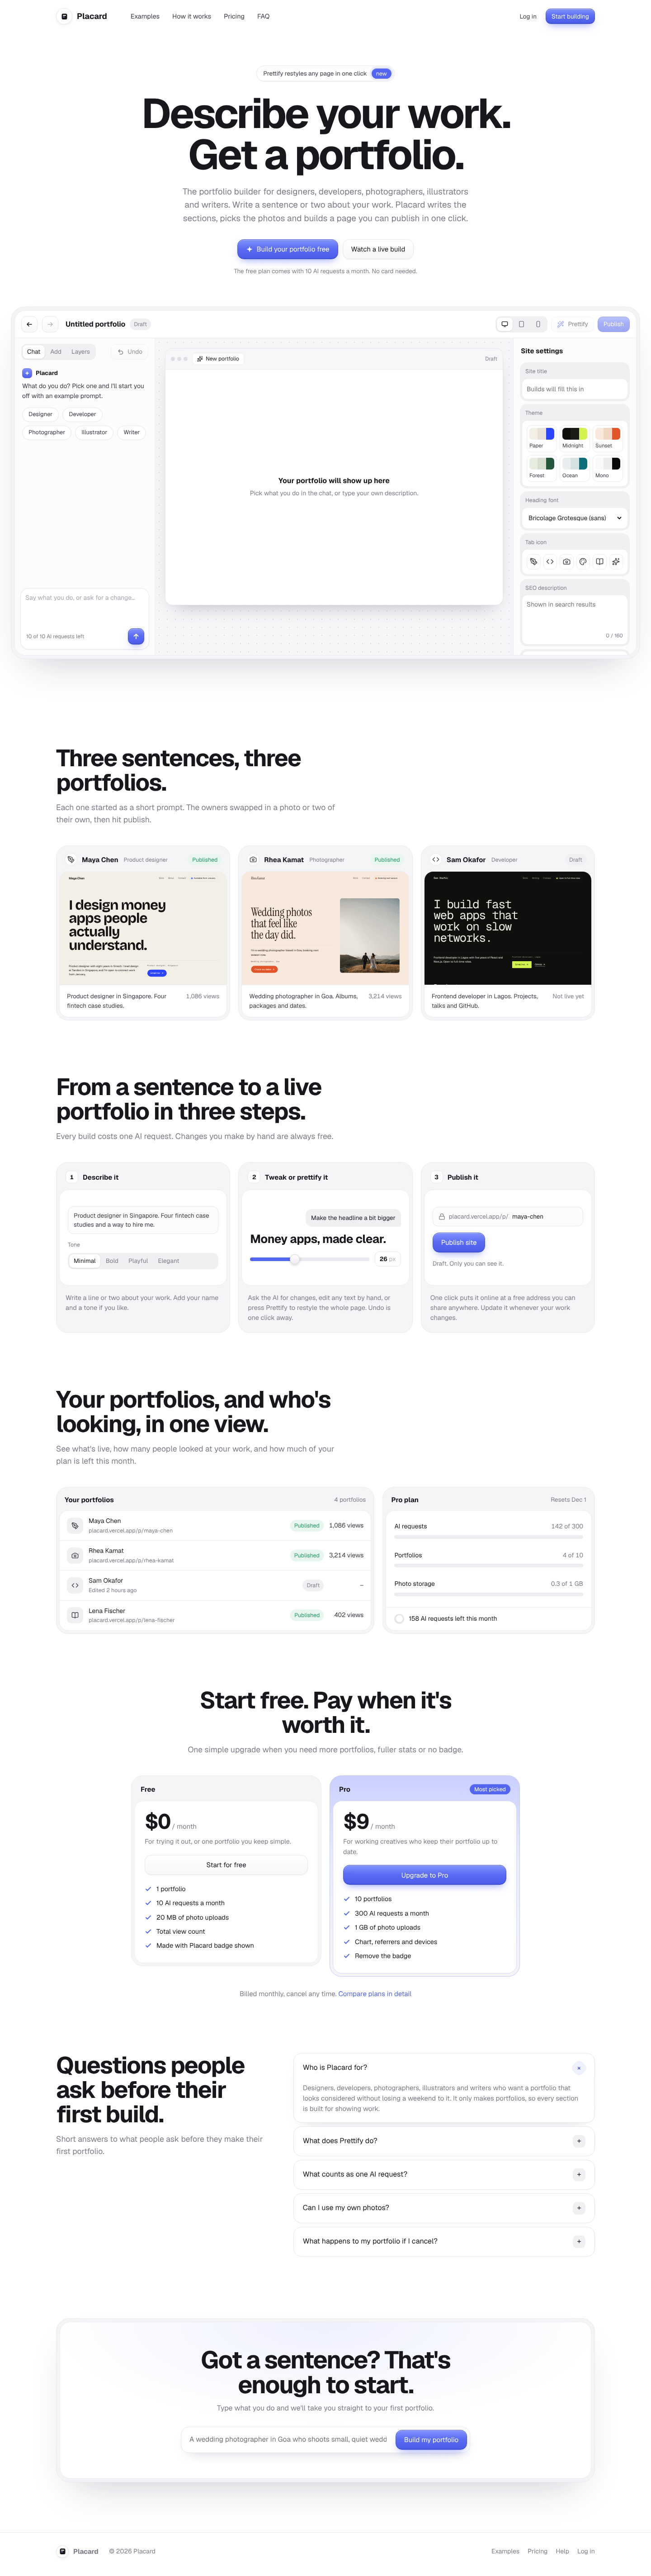 Placard
Examples
How it works
Pricing
FAQ
Log in
Start building
Prettify restyles any page in one click new
Describe your work.
Get a portfolio.
The portfolio builder for designers, developers, photographers, illustrators
and writers. Write a sentence or two about your work. Placard writes the
sections, picks the photos and builds a page you can publish in one click.
Build your portfolio free
Watch a live build
The free plan comes with 10 AI requests a month. No card needed.
Untitled portfolio Draft
Prettify
Publish
Chat Add Layers
Undo
Placard
What do you do? Pick one and I'll start you
off with an example prompt.
Designer Developer
Photographer Illustrator Writer
Say what you do, or ask for a change...
10 of 10 AI requests left
New portfolio
Draft
Your portfolio will show up here
Pick what you do in the chat, or type your own description.
Site settings
Site title
Builds will fill this in
Theme
Paper Midnight Sunset
Forest Ocean Mono
Heading font
Bricolage Grotesque (sans)
Tab icon
SEO description
Shown in search results
0 / 160
Three sentences, three
portfolios.
Each one started as a short prompt. The owners swapped in a photo or two of
their own, then hit publish.
Maya Chen Product designer Published
Maya Chen
I design money
apps people
actually
understand.
Product designer in Singapore. Four
fintech case studies.
1,086 views
Rhea Kamat Photographer Published
Wedding photos
that feel like
the day did.
Wedding photographer in Goa. Albums,
packages and dates.
3,214 views
Sam Okafor Developer Draft
I build fast
web apps that
work on slow
networks.
Frontend developer in Lagos. Projects,
talks and GitHub.
Not live yet
From a sentence to a live
portfolio in three steps.
Every build costs one AI request. Changes you make by hand are always free.
1 Describe it
Product designer in Singapore. Four fintech case
studies and a way to hire me.
Tone
Minimal Bold Playful Elegant
Write a line or two about your work. Add your name
and a tone if you like.
2 Tweak or prettify it
Make the headline a bit bigger
Money apps, made clear.
26 px
Ask the AI for changes, edit any text by hand, or
press Prettify to restyle the whole page. Undo is
one click away.
3 Publish it
placard.vercel.app/p/ maya-chen
Publish site
Draft. Only you can see it.
One click puts it online at a free address you can
share anywhere. Update it whenever your work
changes.
Your portfolios, and who's
looking, in one view.
See what's live, how many people looked at your work, and how much of your
plan is left this month.
Your portfolios 4 portfolios
Maya Chen
placard.vercel.app/p/maya-chen
Published 1,086 views
Rhea Kamat
placard.vercel.app/p/rhea-kamat
Published 3,214 views
Sam Okafor
Edited 2 hours ago
Draft –
Lena Fischer
placard.vercel.app/p/lena-fischer
Published 402 views
Pro plan Resets Dec 1
AI requests 142 of 300
Portfolios 4 of 10
Photo storage 0.3 of 1 GB
158 AI requests left this month
Start free. Pay when it's
worth it.
One simple upgrade when you need more portfolios, fuller stats or no badge.
Free
$0 / month
For trying it out, or one portfolio you keep simple.
Start for free
1 portfolio
10 AI requests a month
20 MB of photo uploads
Total view count
Made with Placard badge shown
Pro Most picked
$9 / month
For working creatives who keep their portfolio up to
date.
Upgrade to Pro
10 portfolios
300 AI requests a month
1 GB of photo uploads
Chart, referrers and devices
Remove the badge
Billed monthly, cancel any time. Compare plans in detail
Questions people
ask before their
first build.
Short answers to what people ask before they make their
first portfolio.
Who is Placard for?
Designers, developers, photographers, illustrators and writers who want a portfolio that
looks considered without losing a weekend to it. It only makes portfolios, so every section
is built for showing work.
What does Prettify do?
What counts as one AI request?
Can I use my own photos?
What happens to my portfolio if I cancel?
Got a sentence? That's
enough to start.
Type what you do and we'll take you straight to your first portfolio.
A wedding photographer in Goa who shoots small, quiet wedd
Build my portfolio
Placard © 2026 Placard
Examples Pricing Help Log in